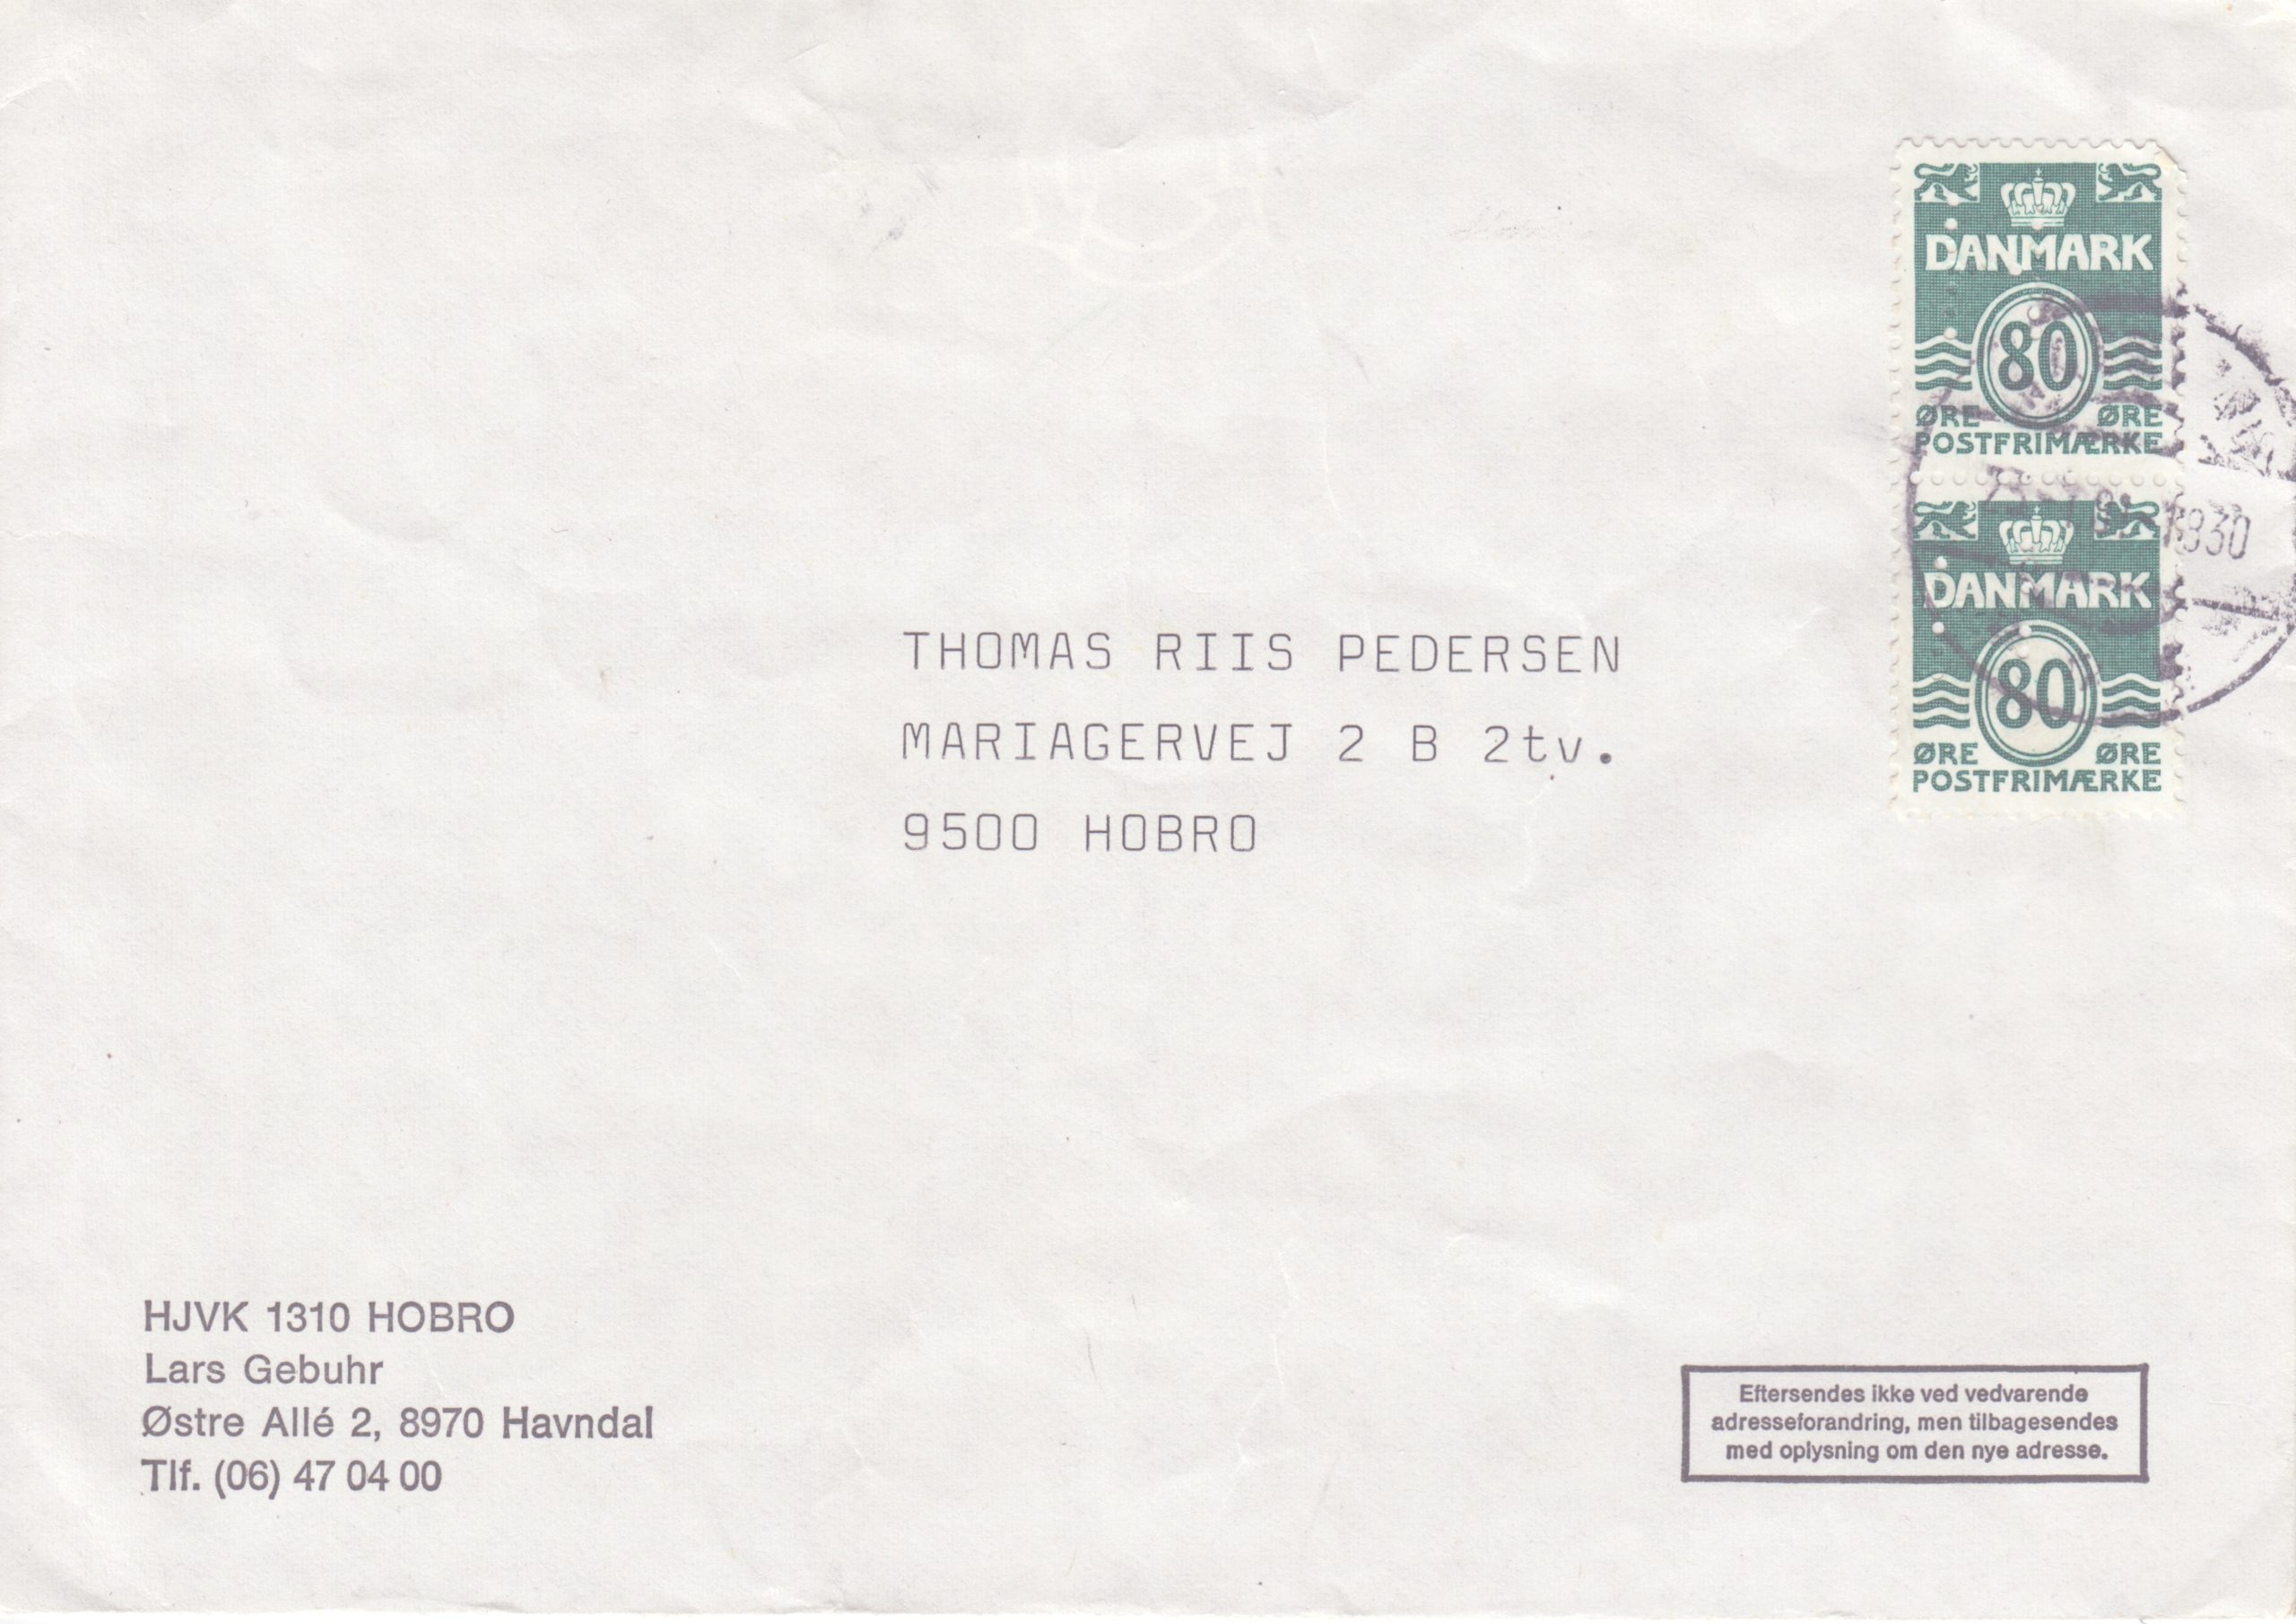 DANMARK
80
ØRE ØRE
POSTFRIMÆRKE
1830
DANMARK
80
ØRE ØRE
POSTFRIMÆRKE
THOMAS RIIS PEDERSEN
MARIAGERVEJ 2 B 2tv.
9500 HOBRO
HJVK 1310 HOBRO
Lars Gebuhr
Østre Allé 2, 8970 Havndal
Tlf. (06) 47 04 00
Eftersendes ikke ved vedvarende
adresseforandring, men tilbagesendes
med oplysning om den nye adresse.